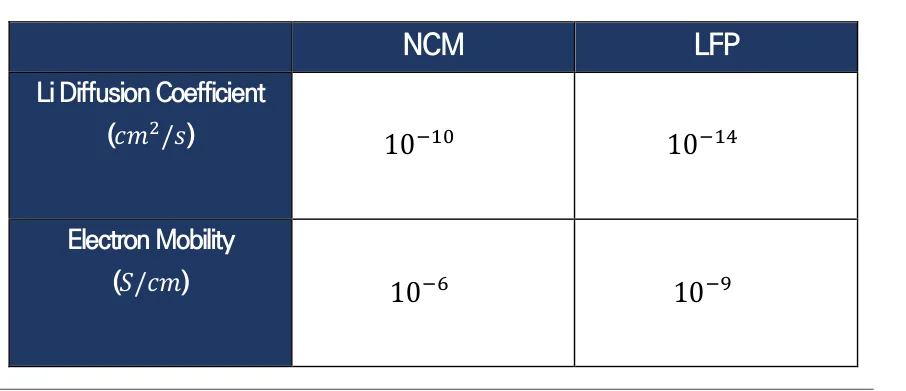 NCM LFP
Li Diffusion Coefficient
(cm²/s)
10⁻¹⁰ 10⁻¹⁴
Electron Mobility
(S/cm)
10⁻⁶ 10⁻⁹